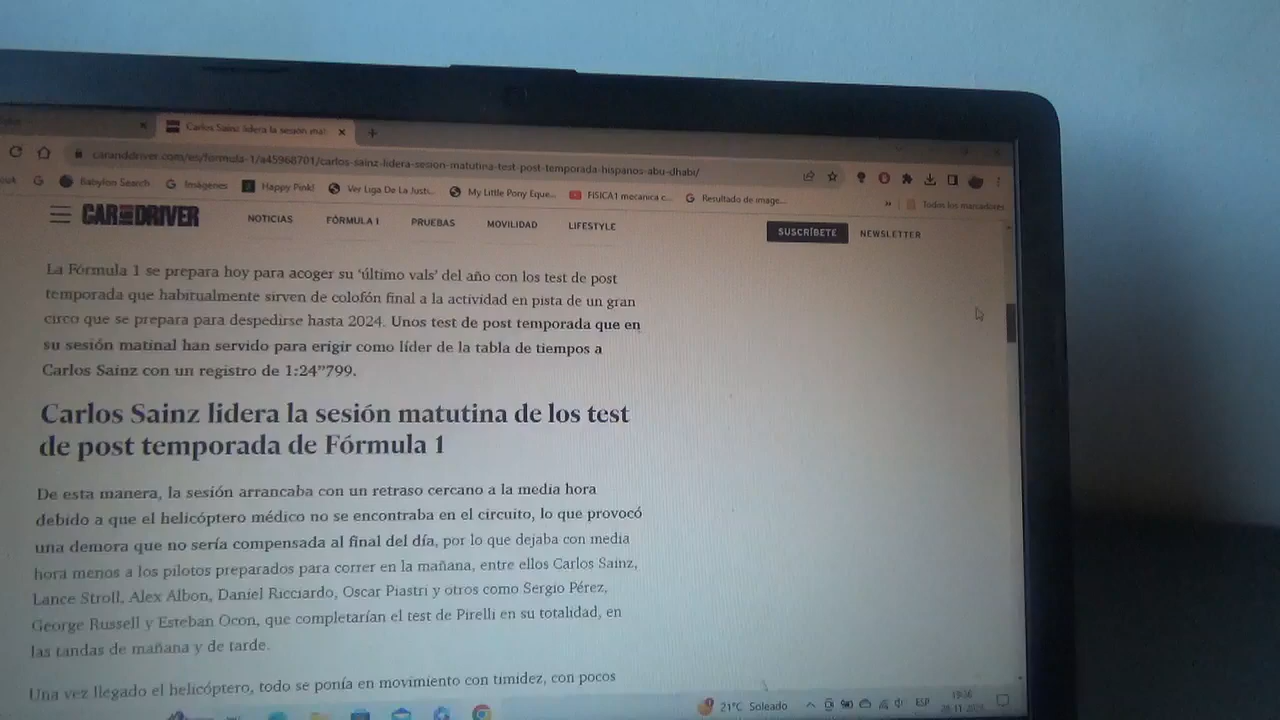 Carlos Sainz lidera la sesión mat
caranddriver.com/es/formula-1/a45968701/carlos-sainz-lidera-sesion-matutina-test-post-temporada-hispanos-abu-dhabi/
Babylon Search Imágenes Happy Pink! Ver Liga De La Justi... My Little Pony Eque... FISICA1 mecanica c... Resultado de image... » Todos los marcadores
CAR AND DRIVER NOTICIAS FÓRMULA 1 PRUEBAS MOVILIDAD LIFESTYLE SUSCRÍBETE NEWSLETTER
La Fórmula 1 se prepara hoy para acoger su ‘último vals’ del año con los test de post
temporada que habitualmente sirven de colofón final a la actividad en pista de un gran
circo que se prepara para despedirse hasta 2024. Unos test de post temporada que en
su sesión matinal han servido para erigir como líder de la tabla de tiempos a
Carlos Sainz con un registro de 1:24”799.
Carlos Sainz lidera la sesión matutina de los test
de post temporada de Fórmula 1
De esta manera, la sesión arrancaba con un retraso cercano a la media hora
debido a que el helicóptero médico no se encontraba en el circuito, lo que provocó
una demora que no sería compensada al final del día, por lo que dejaba con media
hora menos a los pilotos preparados para correr en la mañana, entre ellos Carlos Sainz,
Lance Stroll, Alex Albon, Daniel Ricciardo, Oscar Piastri y otros como Sergio Pérez,
George Russell y Esteban Ocon, que completarían el test de Pirelli en su totalidad, en
las tandas de mañana y de tarde.
Una vez llegado el helicóptero, todo se ponía en movimiento con timidez, con pocos
21°C Soleado ESP